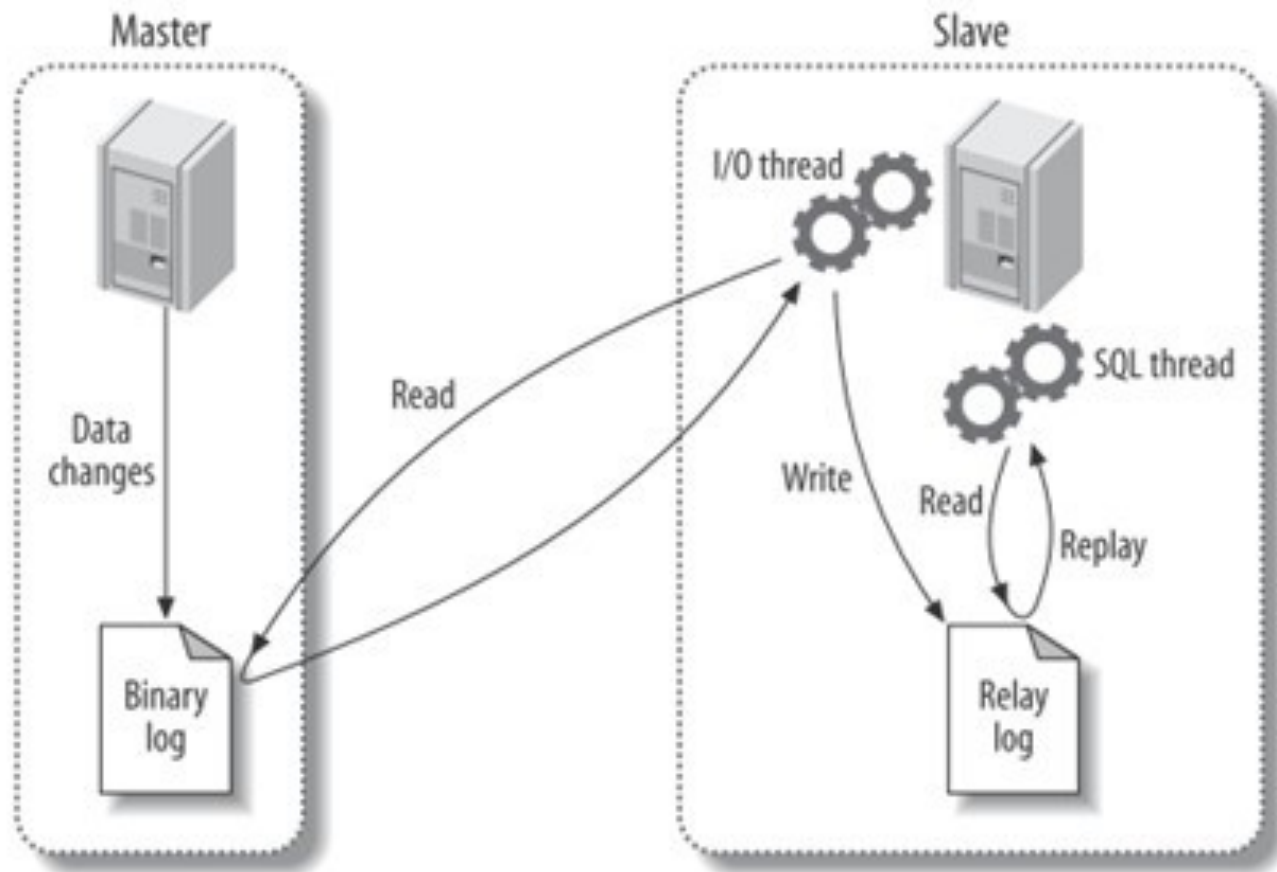 Master
Slave
I/O thread
SQL thread
Read
Data
changes
Write
Read
Replay
Binary
log
Relay
log